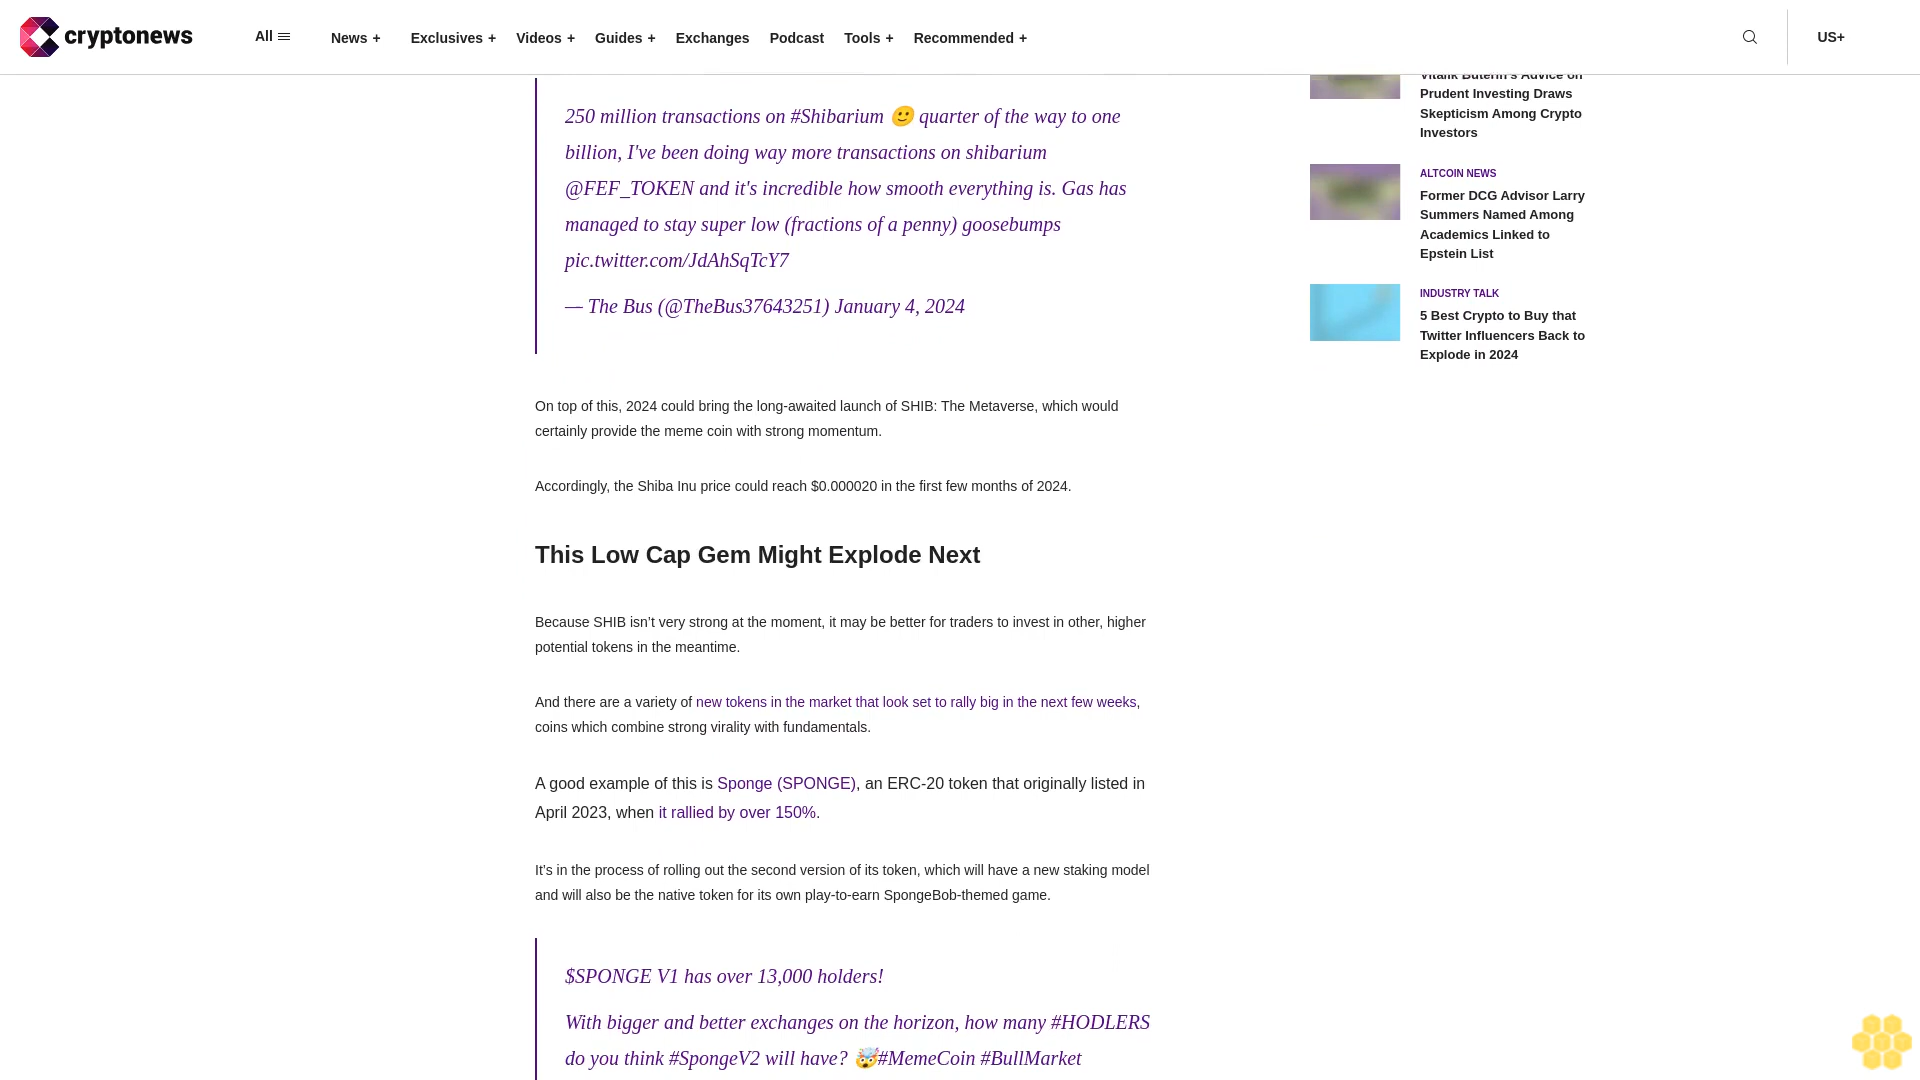 cryptonews
All
News +
Exclusives +
Videos +
Guides +
Exchanges
Podcast
Tools +
Recommended +
US+
250 million transactions on #Shibarium 🙂 quarter of the way to one
billion, I've been doing way more transactions on shibarium
@FEF_TOKEN and it's incredible how smooth everything is. Gas has
managed to stay super low (fractions of a penny) goosebumps
pic.twitter.com/JdAhSqTcY7
— The Bus (@TheBus37643251) January 4, 2024
On top of this, 2024 could bring the long-awaited launch of SHIB: The Metaverse, which would
certainly provide the meme coin with strong momentum.
Accordingly, the Shiba Inu price could reach $0.000020 in the first few months of 2024.
This Low Cap Gem Might Explode Next
Because SHIB isn’t very strong at the moment, it may be better for traders to invest in other, higher
potential tokens in the meantime.
And there are a variety of new tokens in the market that look set to rally big in the next few weeks,
coins which combine strong virality with fundamentals.
A good example of this is Sponge (SPONGE), an ERC-20 token that originally listed in
April 2023, when it rallied by over 150%.
It’s in the process of rolling out the second version of its token, which will have a new staking model
and will also be the native token for its own play-to-earn SpongeBob-themed game.
$SPONGE V1 has over 13,000 holders!
With bigger and better exchanges on the horizon, how many #HODLERS
do you think #SpongeV2 will have? 🤯#MemeCoin #BullMarket
Vitalik Buterin's Advice on
Prudent Investing Draws
Skepticism Among Crypto
Investors
ALTCOIN NEWS
Former DCG Advisor Larry
Summers Named Among
Academics Linked to
Epstein List
INDUSTRY TALK
5 Best Crypto to Buy that
Twitter Influencers Back to
Explode in 2024